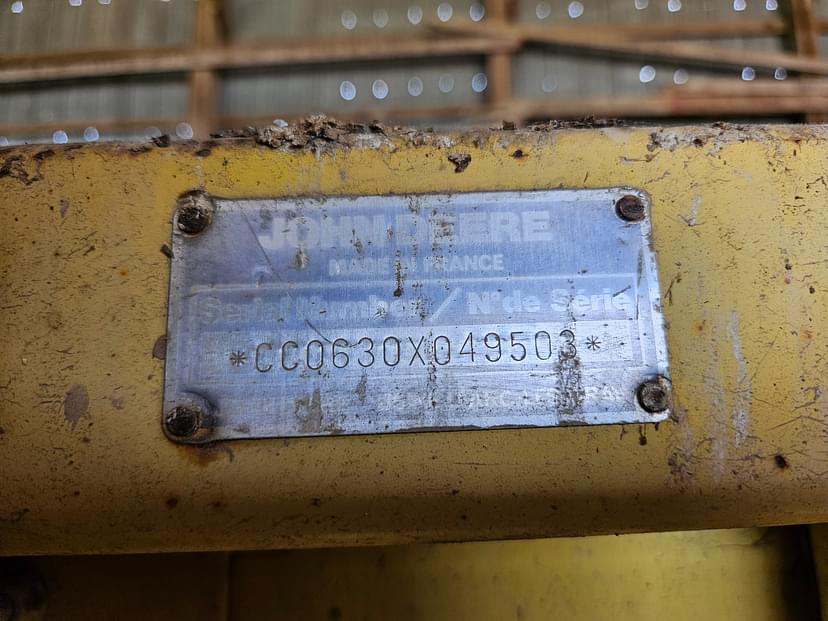 JOHN DEERE
MADE IN FRANCE
Serial Number / N° de Série
*CC0630X049503*